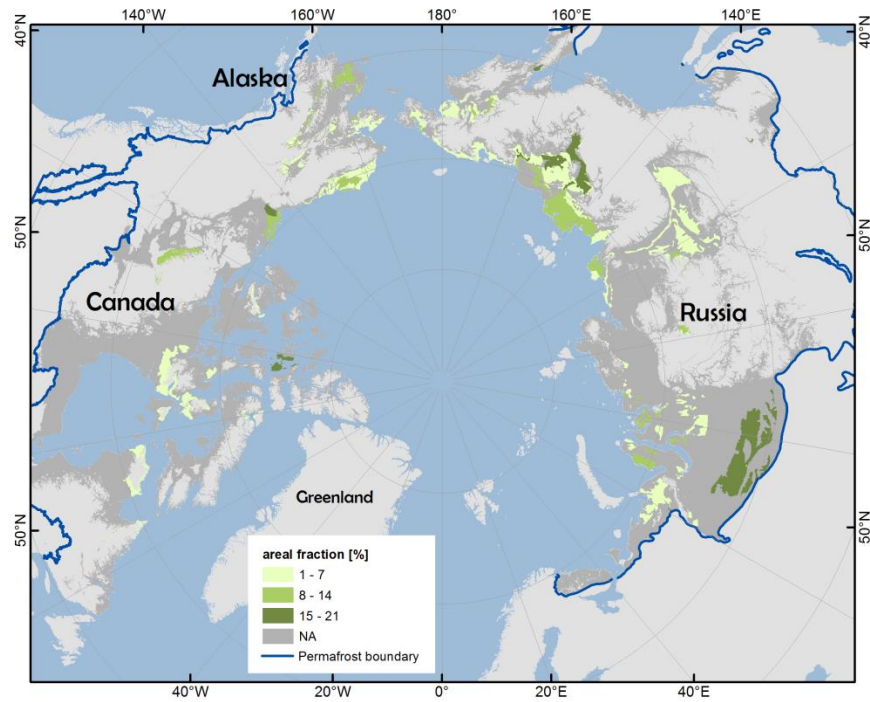 140°W 160°W 180° 160°E 140°E
40°N
40°N
Alaska
50°N
50°N
Canada
Russia
Greenland
50°N
50°N
areal fraction [%]
1 - 7
8 - 14
15 - 21
NA
Permafrost boundary
40°W 20°W 0° 20°E 40°E